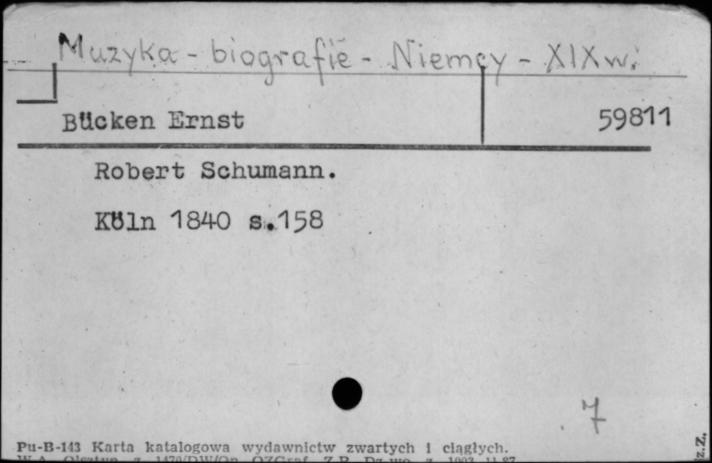 Muzyka - biografie - Niemcy - XIX w.
Bücken Ernst 59811
Robert Schumann.
Köln 1840 s.158
7
Pu-B-143 Karta katalogowa wydawnictw zwartych i ciągłych.